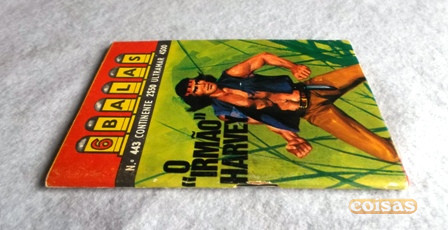 6 BALAS
N.º 443 CONTINENTE 2$50 ULTRAMAR 4$00
O
"IRMÃO"
HARVEY
coisas